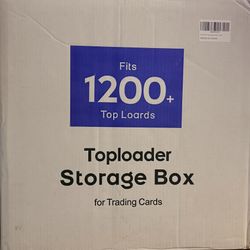 Fits
1200+
Top Loards
Toploader
Storage Box
for Trading Cards